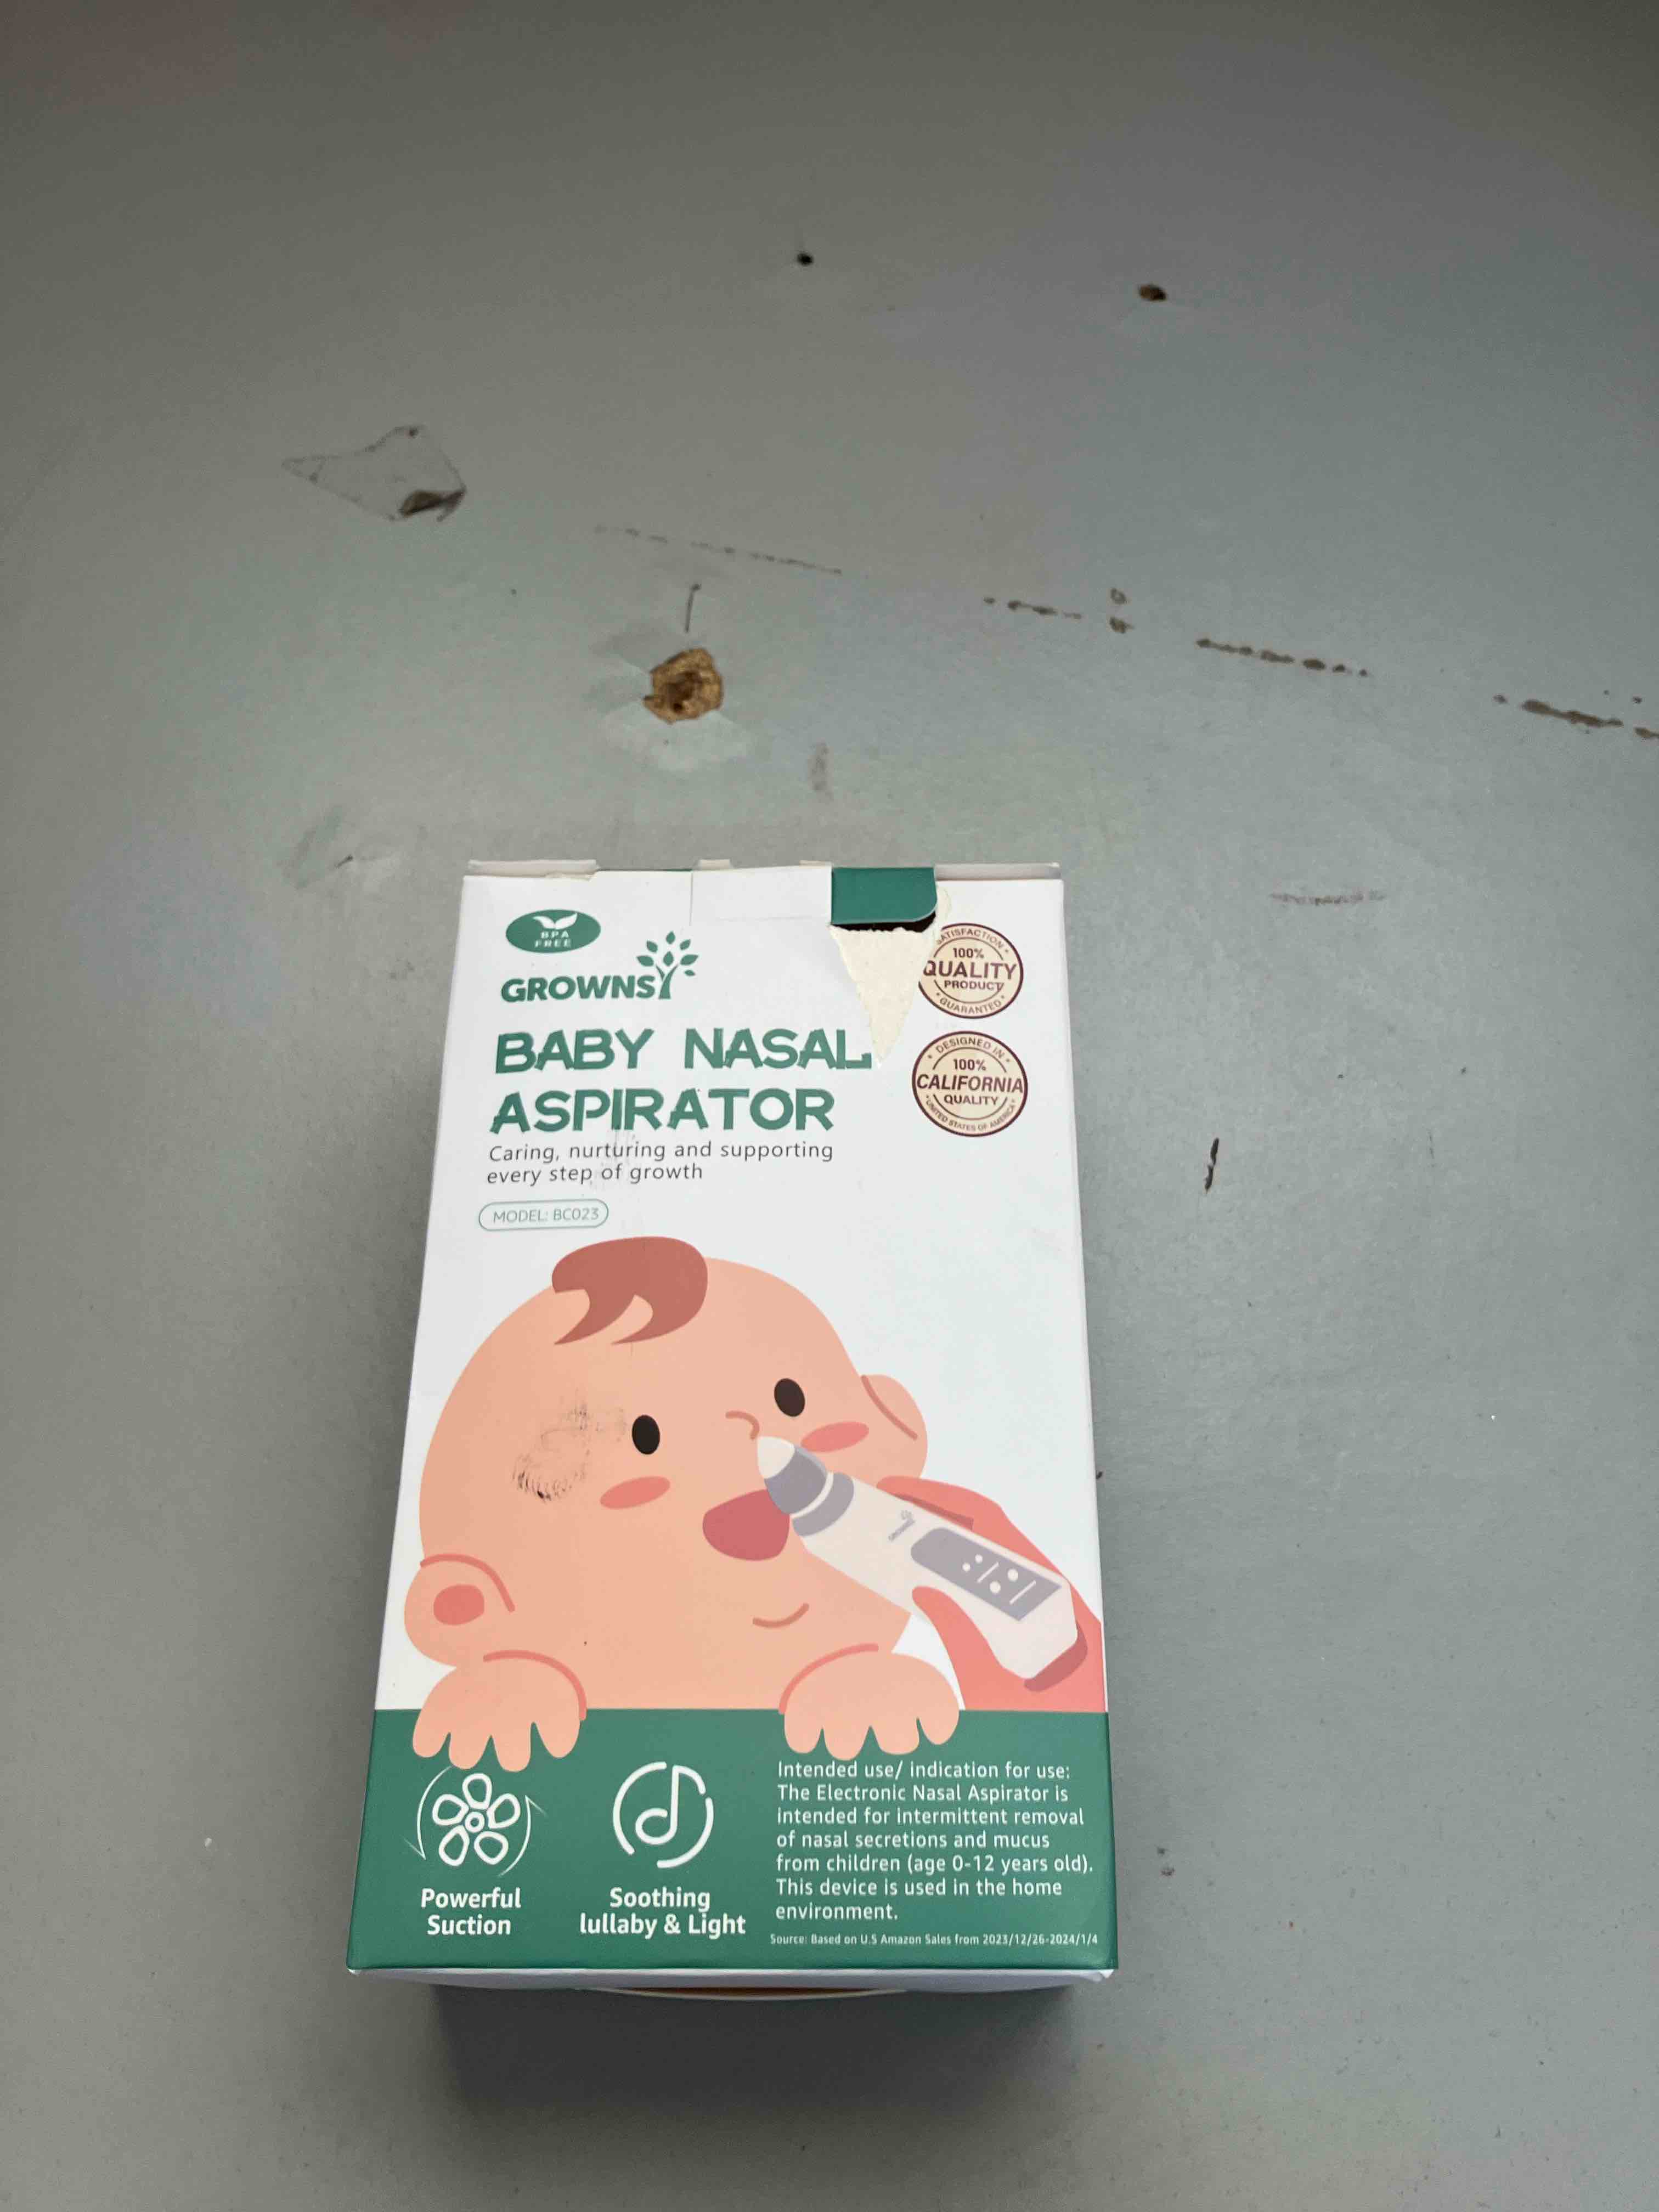 BPA
FREE
GROWNSY
BABY NASAL
ASPIRATOR
Caring, nurturing and supporting
every step of growth
MODEL: BC023
SATISFACTION
100%
QUALITY
PRODUCT
GUARANTED
DESIGNED IN
100%
CALIFORNIA
QUALITY
UNITED STATES OF AMERICA
GROWNSY
Powerful
Suction
Soothing
lullaby & Light
Intended use/ indication for use:
The Electronic Nasal Aspirator is
intended for intermittent removal
of nasal secretions and mucus
from children (age 0-12 years old).
This device is used in the home
environment.
Source: Based on U.S Amazon Sales from 2023/12/26-2024/1/4